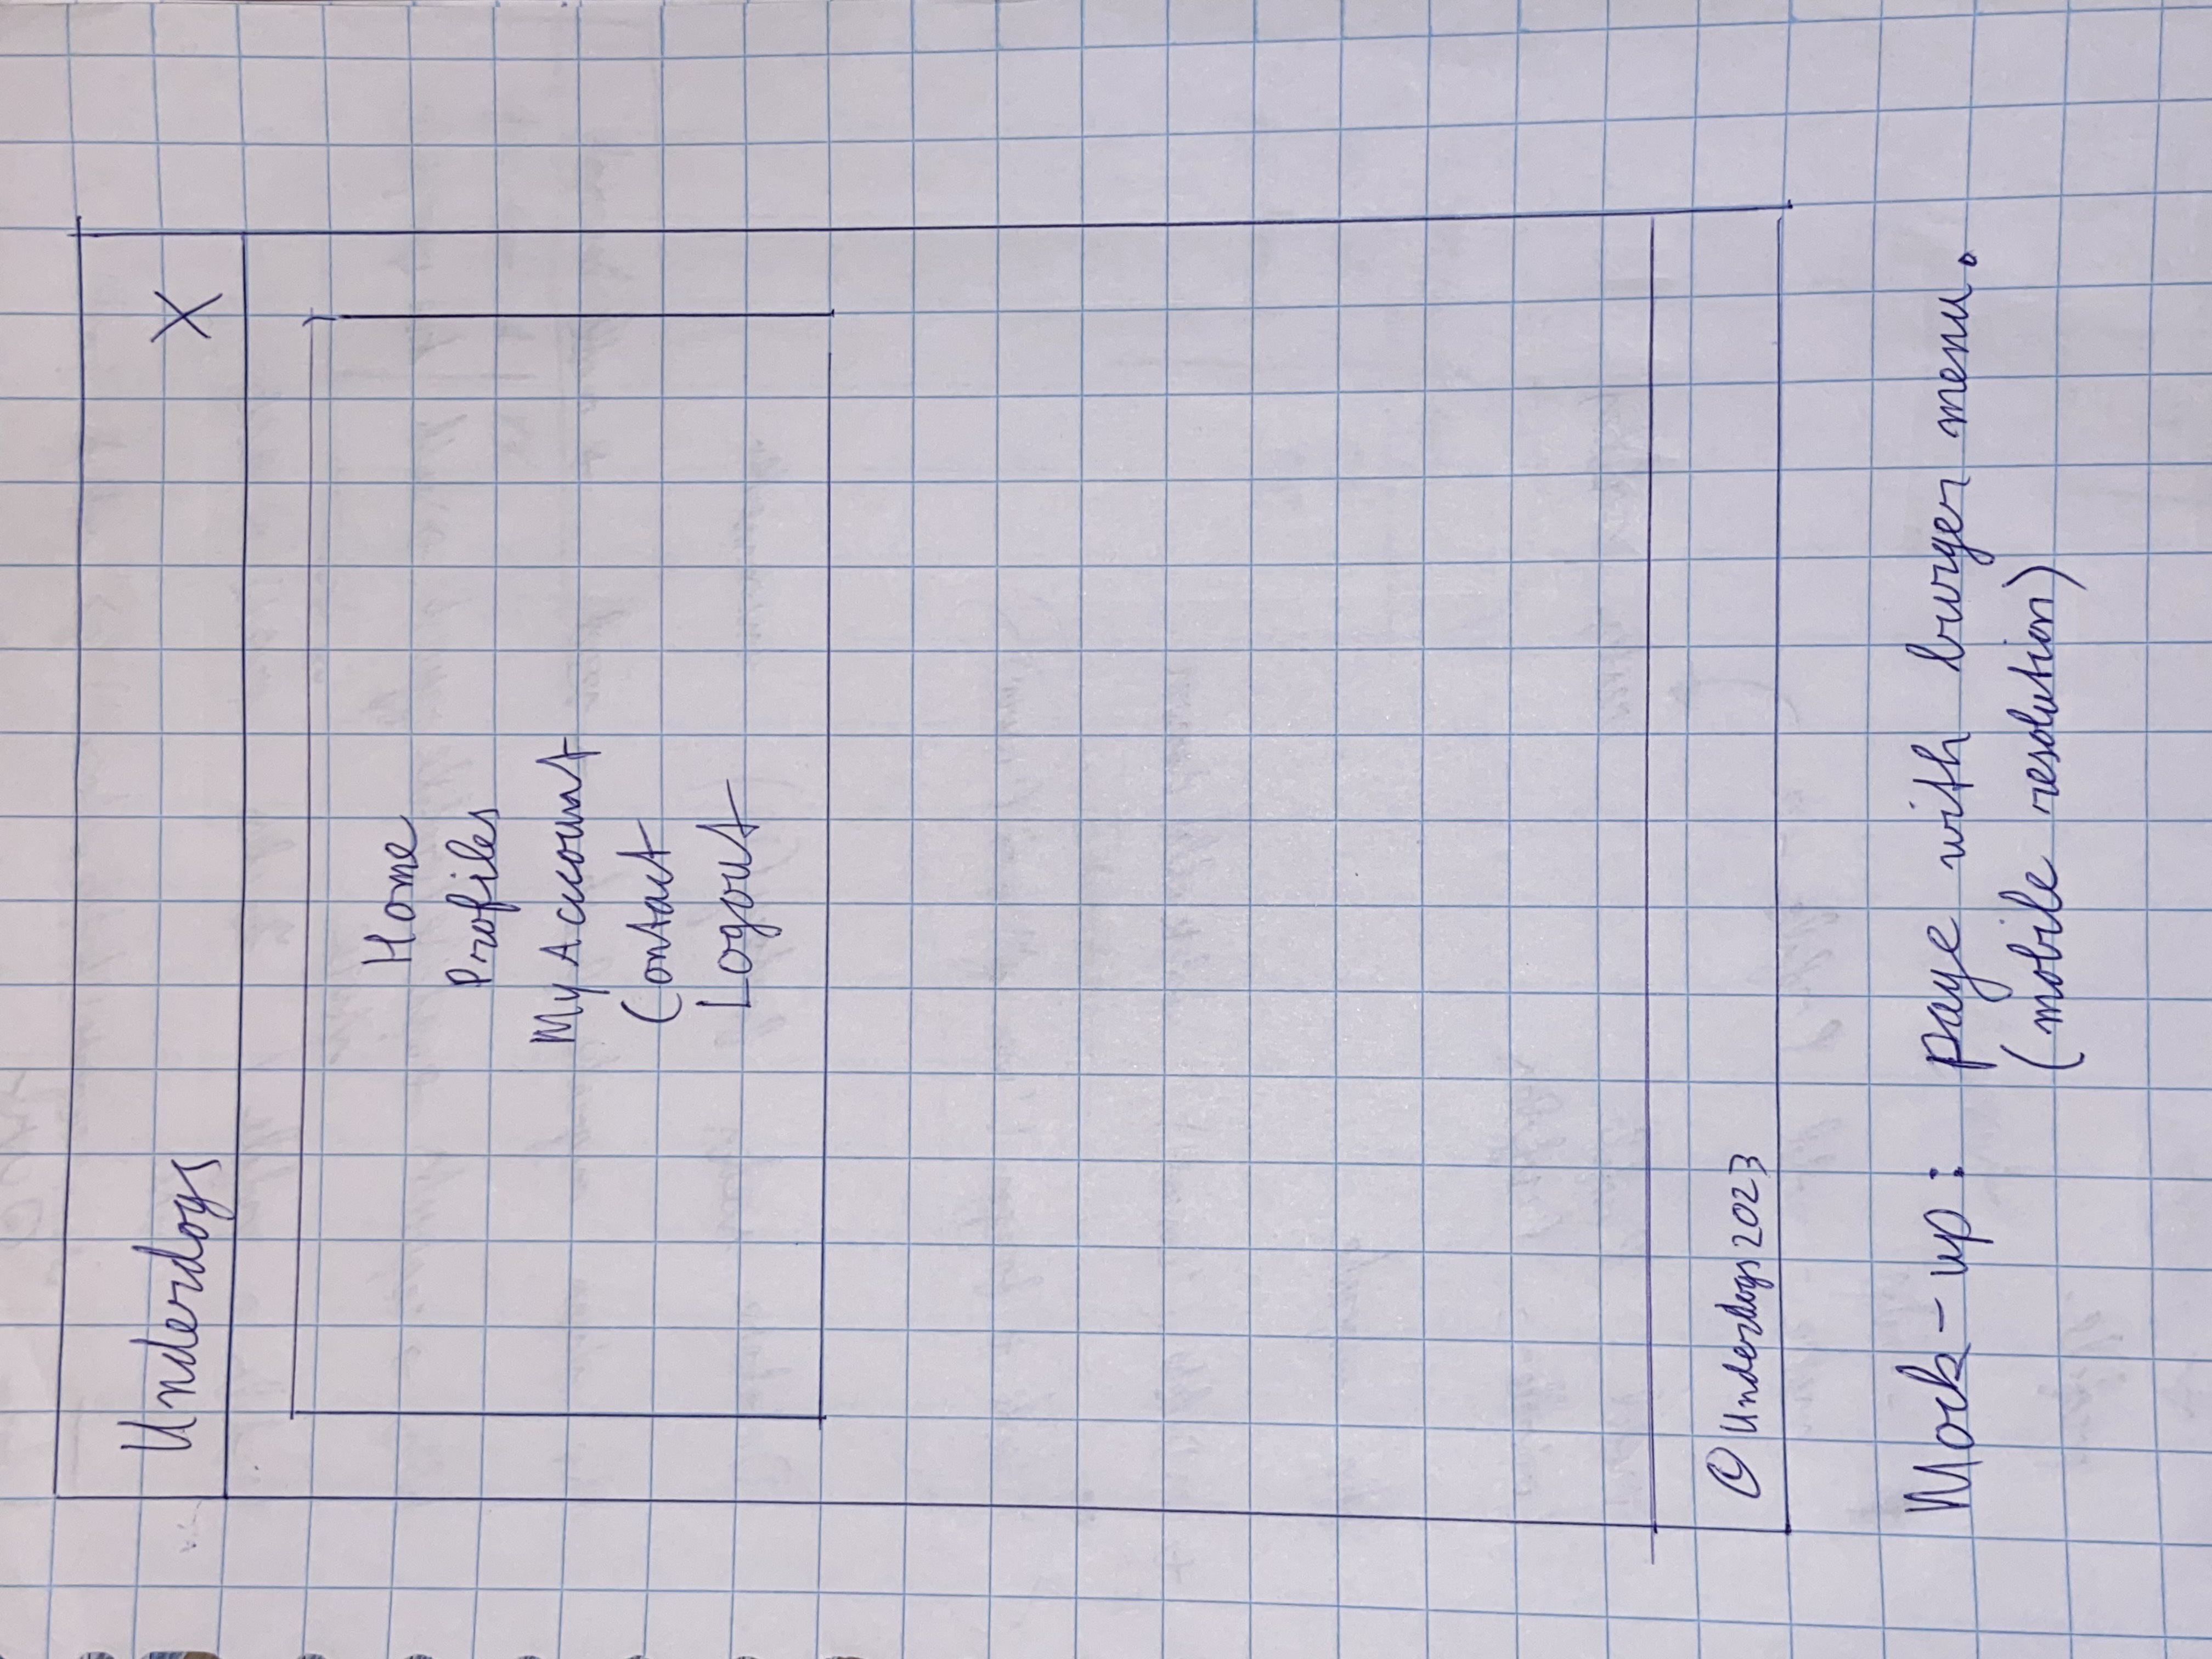 Underdogs X
Home
Profiles
My Account
Contact
Logout
© Underdogs 2023
Mock-up: page with burger menu.
(mobile resolution)